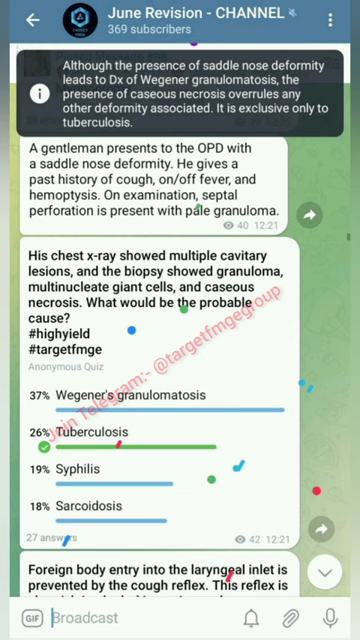 June Revision - CHANNEL
369 subscribers
Although the presence of saddle nose deformity
leads to Dx of Wegener granulomatosis, the
presence of caseous necrosis overrules any
other deformity associated. It is exclusive only to
tuberculosis.
A gentleman presents to the OPD with
a saddle nose deformity. He gives a
past history of cough, on/off fever, and
hemoptysis. On examination, septal
perforation is present with pale granuloma.
40 12:21
His chest x-ray showed multiple cavitary
lesions, and the biopsy showed granuloma,
multinucleate giant cells, and caseous
necrosis. What would be the probable
cause?
#highyield
#targetfmge
Anonymous Quiz
37% Wegener's granulomatosis
26% Tuberculosis
19% Syphilis
18% Sarcoidosis
27 answers
42 12:21
Join Telegram:- @targetfmgegroup
Foreign body entry into the laryngeal inlet is
prevented by the cough reflex. This reflex is
GIF Broadcast